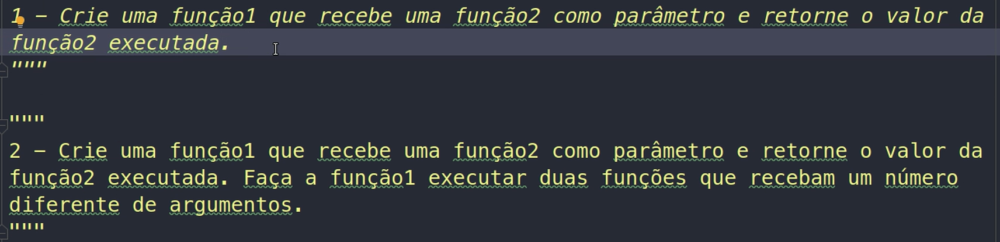 1 – Crie uma função1 que recebe uma função2 como parâmetro e retorne o valor da
função2 executada.
"""
"""
2 – Crie uma função1 que recebe uma função2 como parâmetro e retorne o valor da
função2 executada. Faça a função1 executar duas funções que recebam um número
diferente de argumentos.
"""